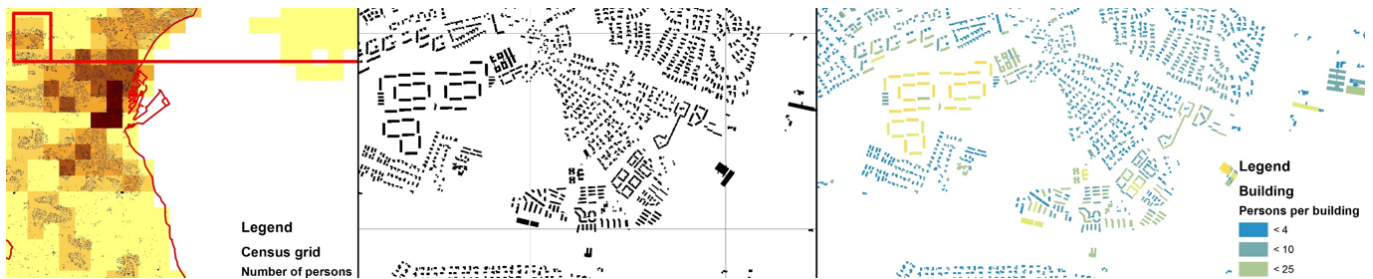 Legend
Census grid
Number of persons
Legend
Building
Persons per building
< 4
< 10
< 25